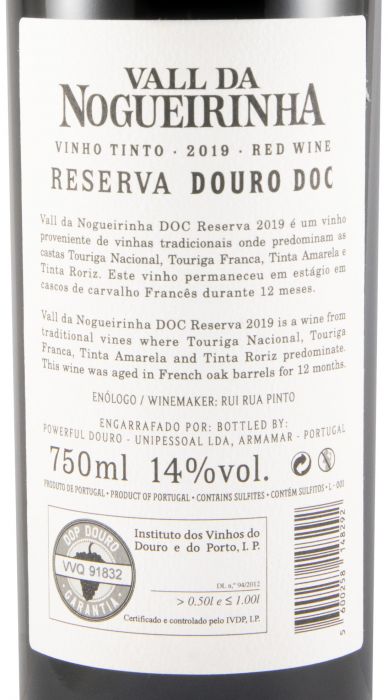 VALL DA
NOGUEIRINHA
VINHO TINTO · 2019 · RED WINE
RESERVA DOURO DOC
Vall da Nogueirinha DOC Reserva 2019 é um vinho
proveniente de vinhas tradicionais onde predominam as
castas Touriga Nacional, Touriga Franca, Tinta Amarela e
Tinta Roriz. Este vinho permaneceu em estágio em
cascos de carvalho Francês durante 12 meses.
Vall da Nogueirinha DOC Reserva 2019 is a wine from
traditional vines where Touriga Nacional, Touriga
Franca, Tinta Amarela and Tinta Roriz predominate.
This wine was aged in French oak barrels for 12 months.
ENÓLOGO / WINEMAKER: RUI RUA PINTO
ENGARRAFADO POR: BOTTLED BY:
POWERFUL DOURO - UNIPESSOAL LDA, ARMAMAR - PORTUGAL
750ml 14%vol.
PRODUTO DE PORTUGAL • PRODUCT OF PORTUGAL • CONTAINS SULFITES • CONTÉM SULFITOS • L - 001
DOP DOURO
VVQ 91832
GARANTIA
Instituto dos Vinhos do
Douro e do Porto, I. P.
DL n.º 94/2012
> 0.50l e ≤ 1.00l
Certificado e controlado pelo IVDP, I.P.
5 600258 148292